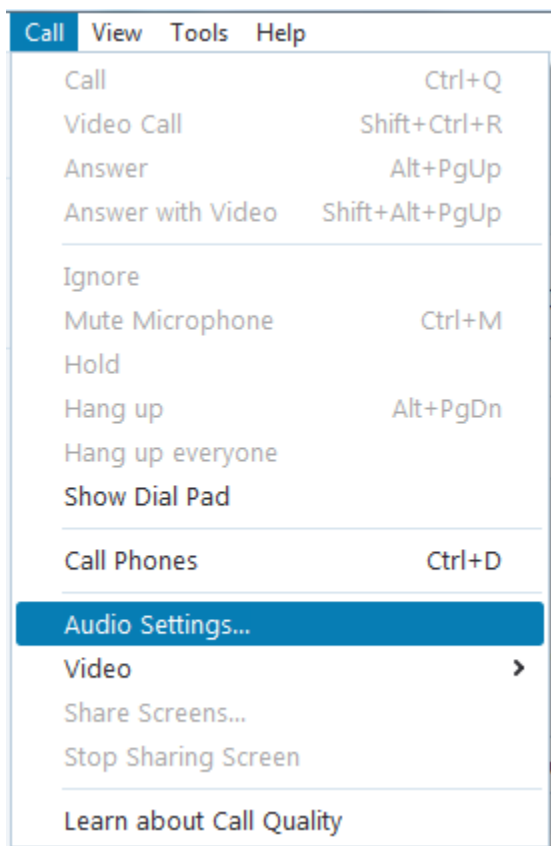 Call View Tools Help
Call Ctrl+Q
Video Call Shift+Ctrl+R
Answer Alt+PgUp
Answer with Video Shift+Alt+PgUp
Ignore
Mute Microphone Ctrl+M
Hold
Hang up Alt+PgDn
Hang up everyone
Show Dial Pad
Call Phones Ctrl+D
Audio Settings...
Video
Share Screens...
Stop Sharing Screen
Learn about Call Quality